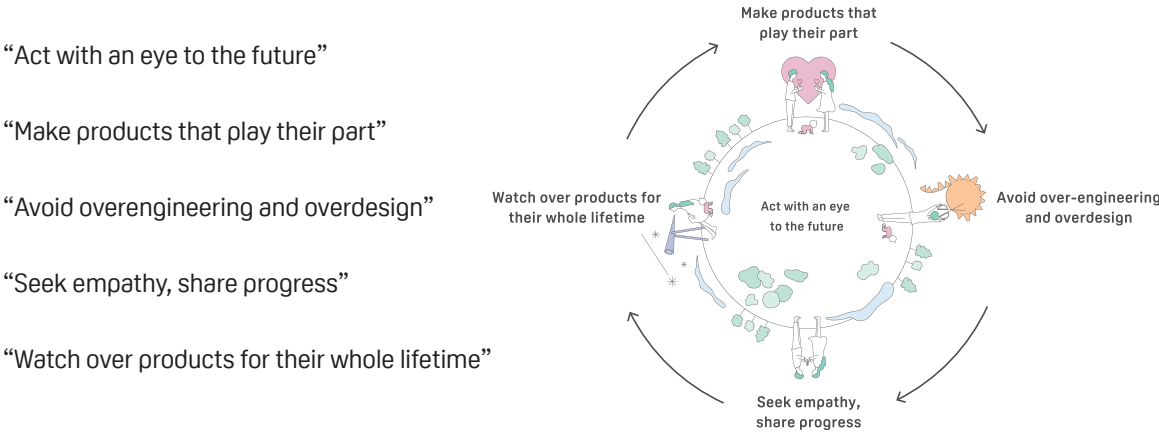 “Act with an eye to the future”
“Make products that play their part”
“Avoid overengineering and overdesign”
“Seek empathy, share progress”
“Watch over products for their whole lifetime”
Make products that
play their part
Avoid over-engineering
and overdesign
Seek empathy,
share progress
Watch over products for
their whole lifetime
Act with an eye
to the future